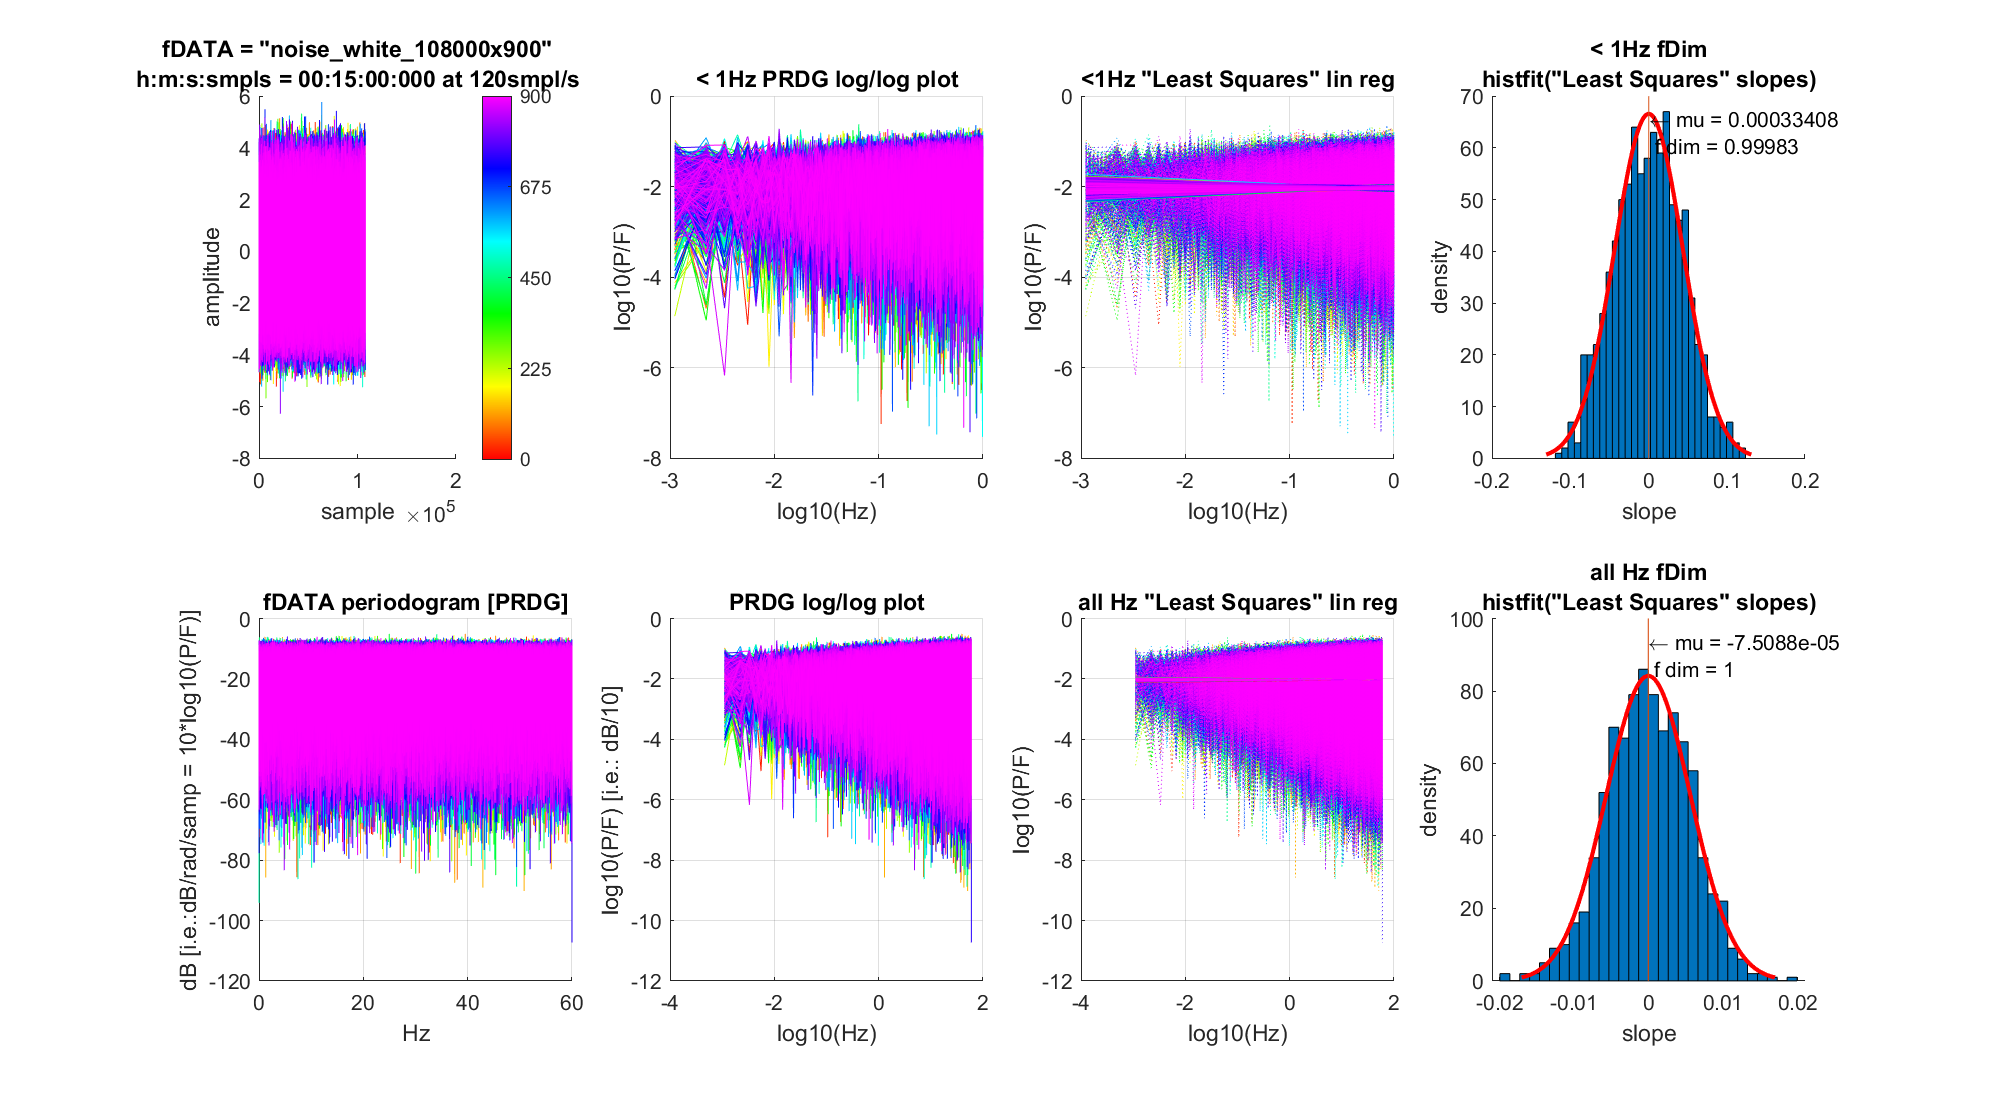 fDATA = "noise_white_108000x900"
h:m:s:smpls = 00:15:00:000 at 120smpl/s
6
4
2
0
-2
-4
-6
-8
amplitude
0
1
2
sample
×10^5
900
675
450
225
0
< 1Hz PRDG log/log plot
0
-2
-4
-6
-8
log10(P/F)
-3
-2
-1
0
log10(Hz)
<1Hz "Least Squares" lin reg
0
-2
-4
-6
-8
log10(P/F)
-3
-2
-1
0
log10(Hz)
< 1Hz fDim
histfit("Least Squares" slopes)
70
60
50
40
30
20
10
0
density
← mu = 0.00033408
f dim = 0.99983
-0.2
-0.1
0
0.1
0.2
slope
fDATA periodogram [PRDG]
0
-20
-40
-60
-80
-100
-120
dB [i.e.:dB/rad/samp = 10*log10(P/F)]
0
20
40
60
Hz
PRDG log/log plot
0
-2
-4
-6
-8
-10
-12
log10(P/F) [i.e.: dB/10]
-4
-2
0
2
log10(Hz)
all Hz "Least Squares" lin reg
0
-2
-4
-6
-8
-10
-12
log10(P/F)
-4
-2
0
2
log10(Hz)
all Hz fDim
histfit("Least Squares" slopes)
100
80
60
40
20
0
density
← mu = -7.5088e-05
f dim = 1
-0.02
-0.01
0
0.01
0.02
slope